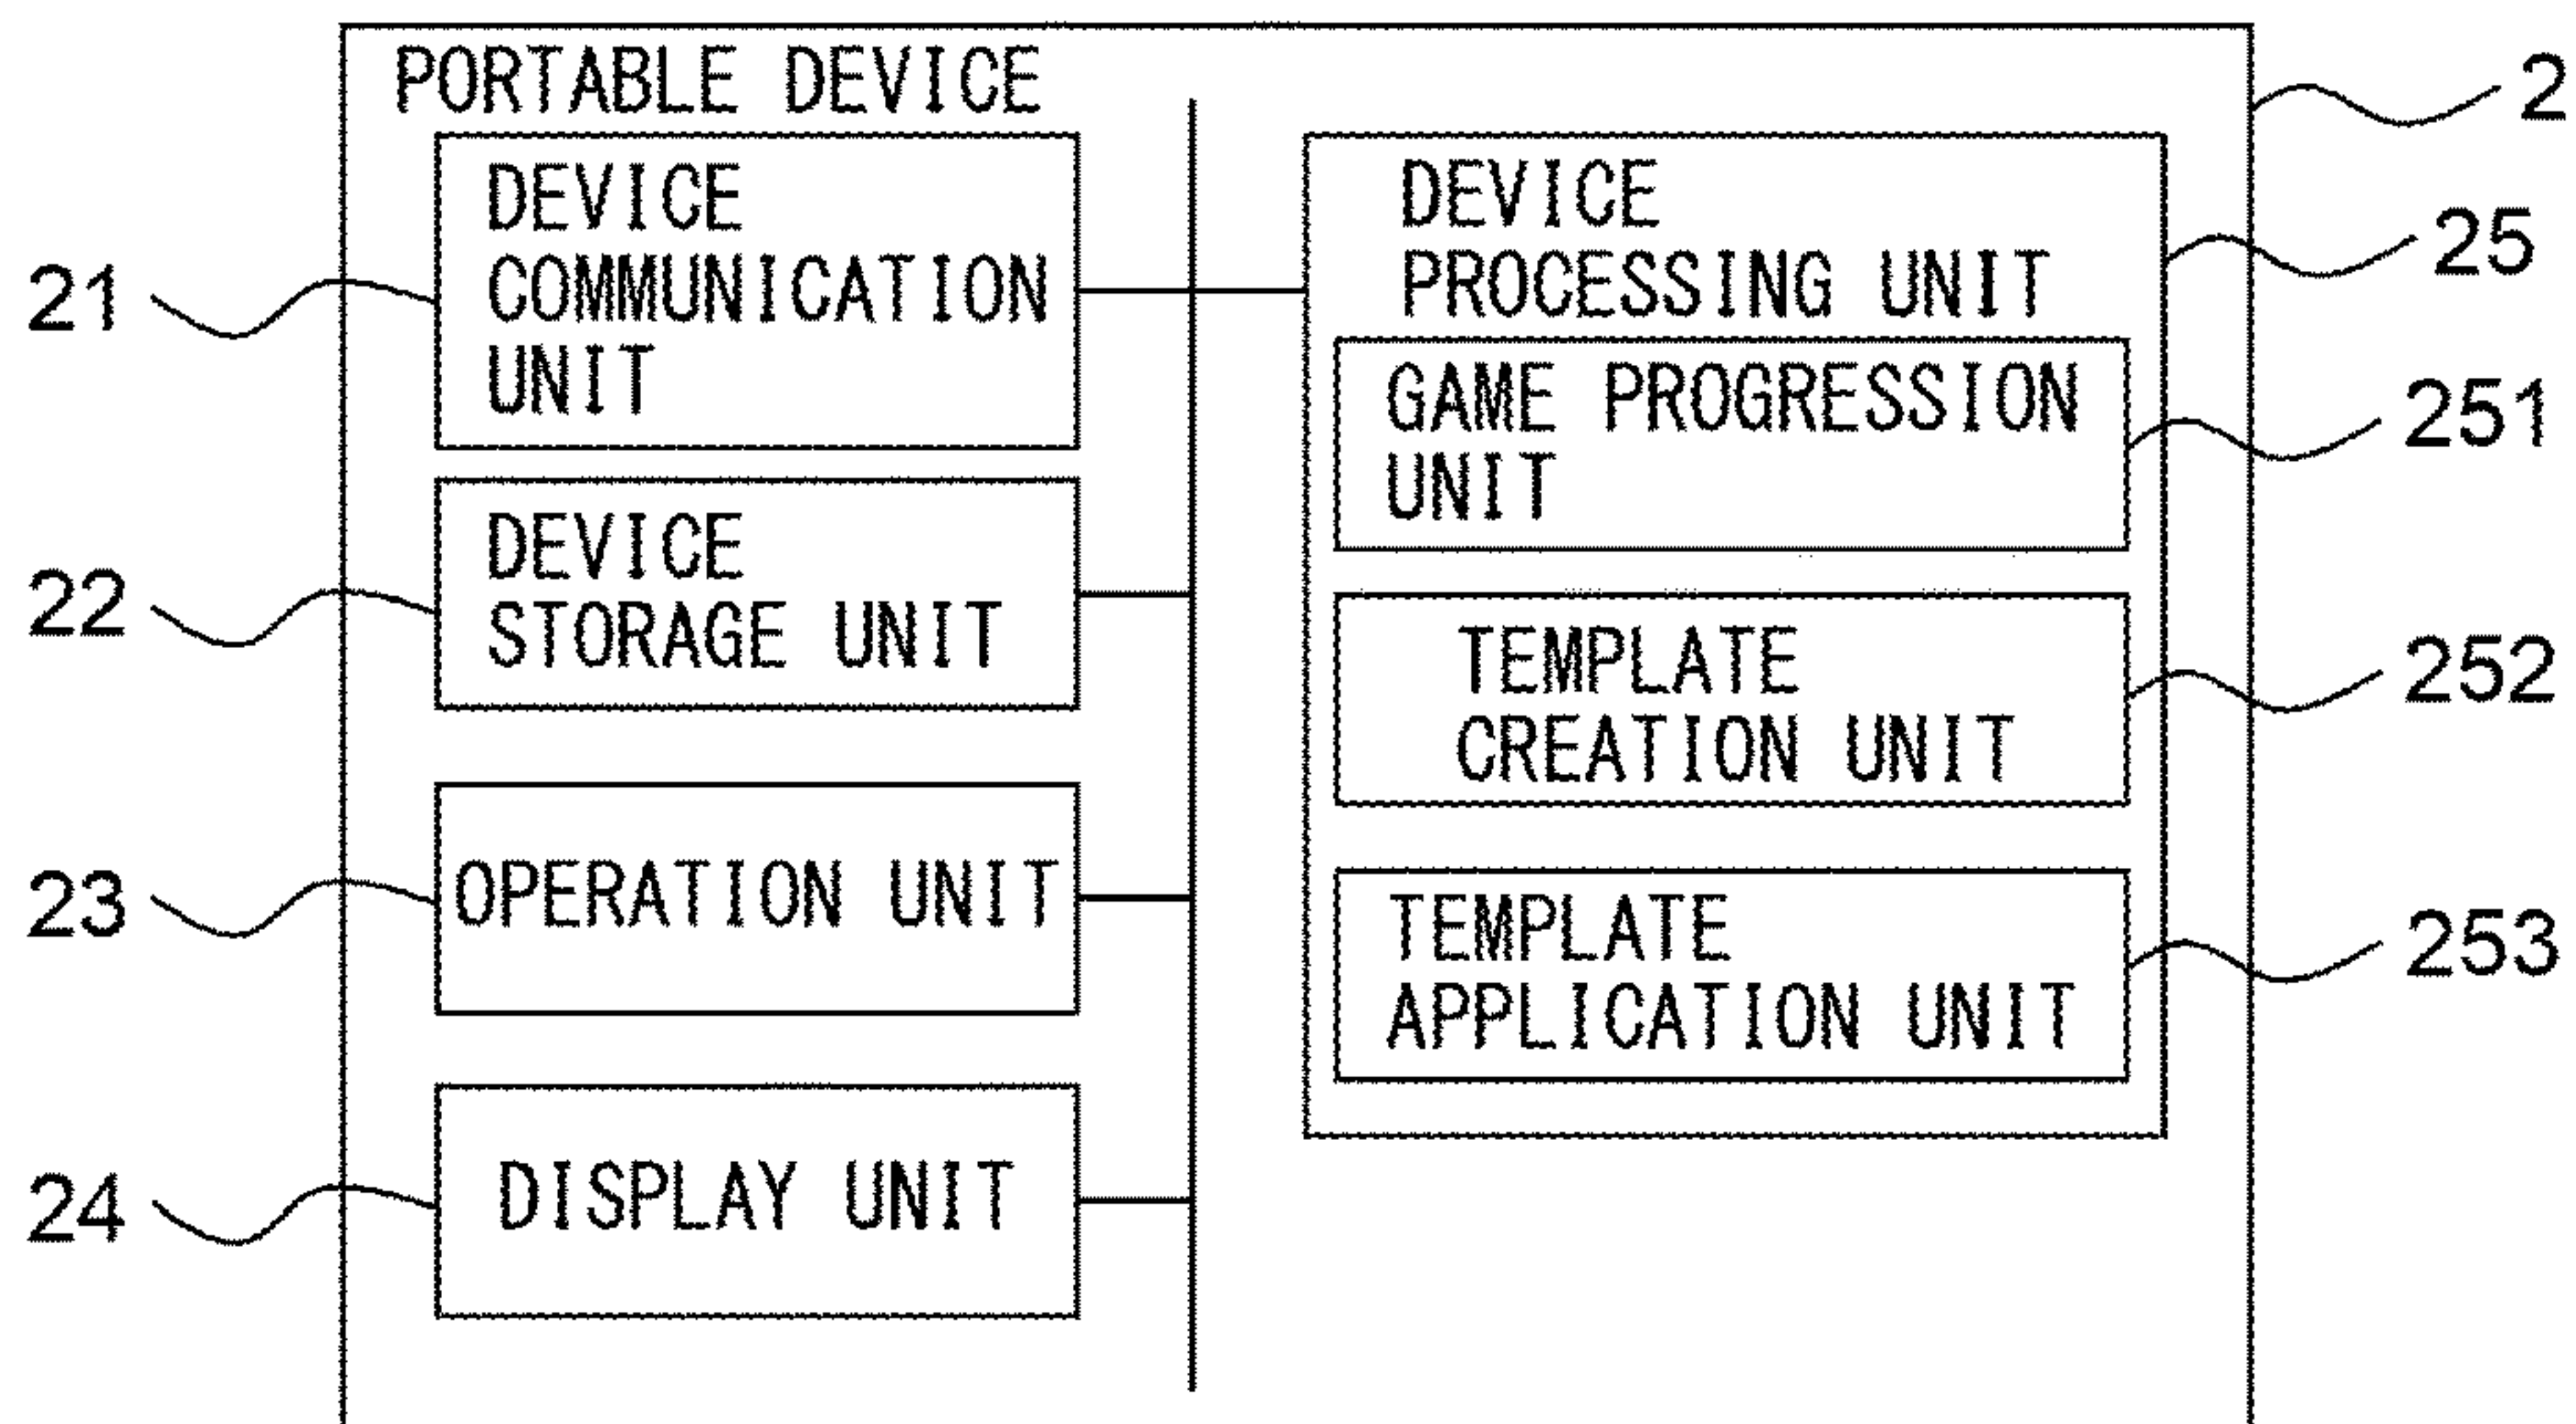 PORTABLE DEVICE
2
21
DEVICE
COMMUNICATION
UNIT
22
DEVICE
STORAGE UNIT
23
OPERATION UNIT
24
DISPLAY UNIT
DEVICE
PROCESSING UNIT
25
GAME PROGRESSION
UNIT
251
TEMPLATE
CREATION UNIT
252
TEMPLATE
APPLICATION UNIT
253